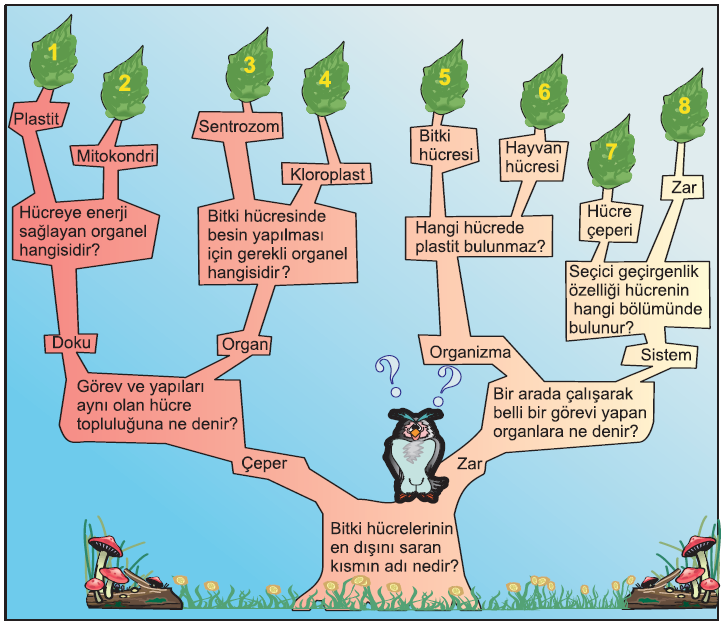 1
2
3
4
5
6
7
8
Plastit
Mitokondri
Sentrozom
Kloroplast
Bitki
hücresi
Hayvan
hücresi
Hücre
çeperi
Zar
Hücreye enerji
sağlayan organel
hangisidir?
Bitki hücresinde
besin yapılması
için gerekli organel
hangisidir?
Hangi hücrede
plastit bulunmaz?
Seçici geçirgenlik
özelliği hücrenin
hangi bölümünde
bulunur?
Doku
Organ
Organizma
Sistem
Görev ve yapıları
aynı olan hücre
topluluğuna ne denir?
Bir arada çalışarak
belli bir görevi yapan
organlara ne denir?
Çeper
Zar
? ?
Bitki hücrelerinin
en dışını saran
kısmın adı nedir?